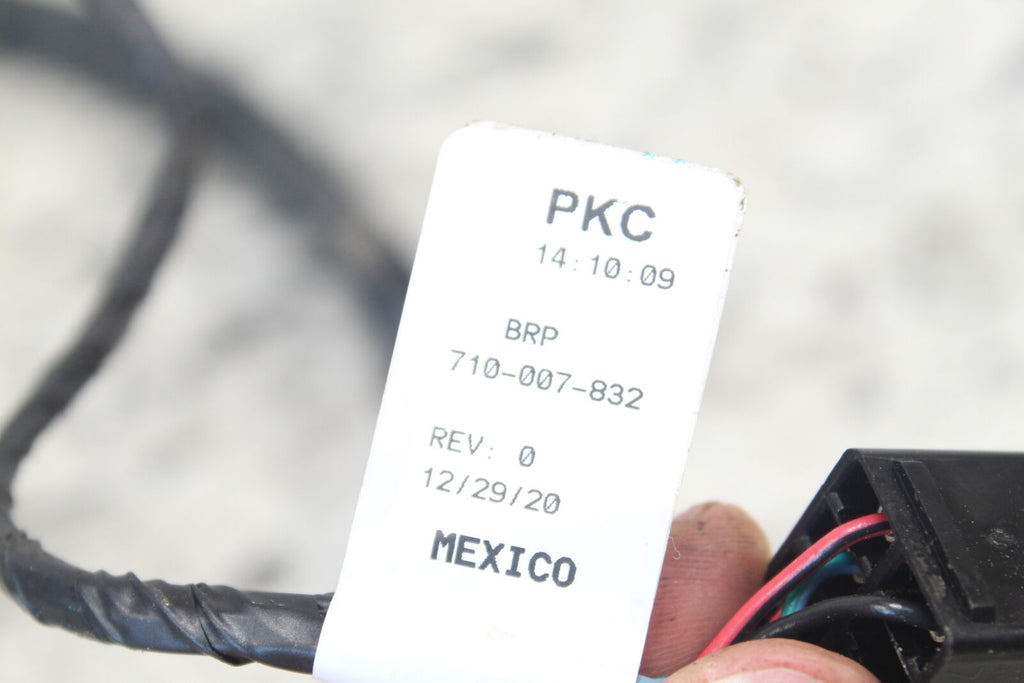 PKC
14:10:09
BRP
710-007-832
REV: 0
12/29/20
MEXICO